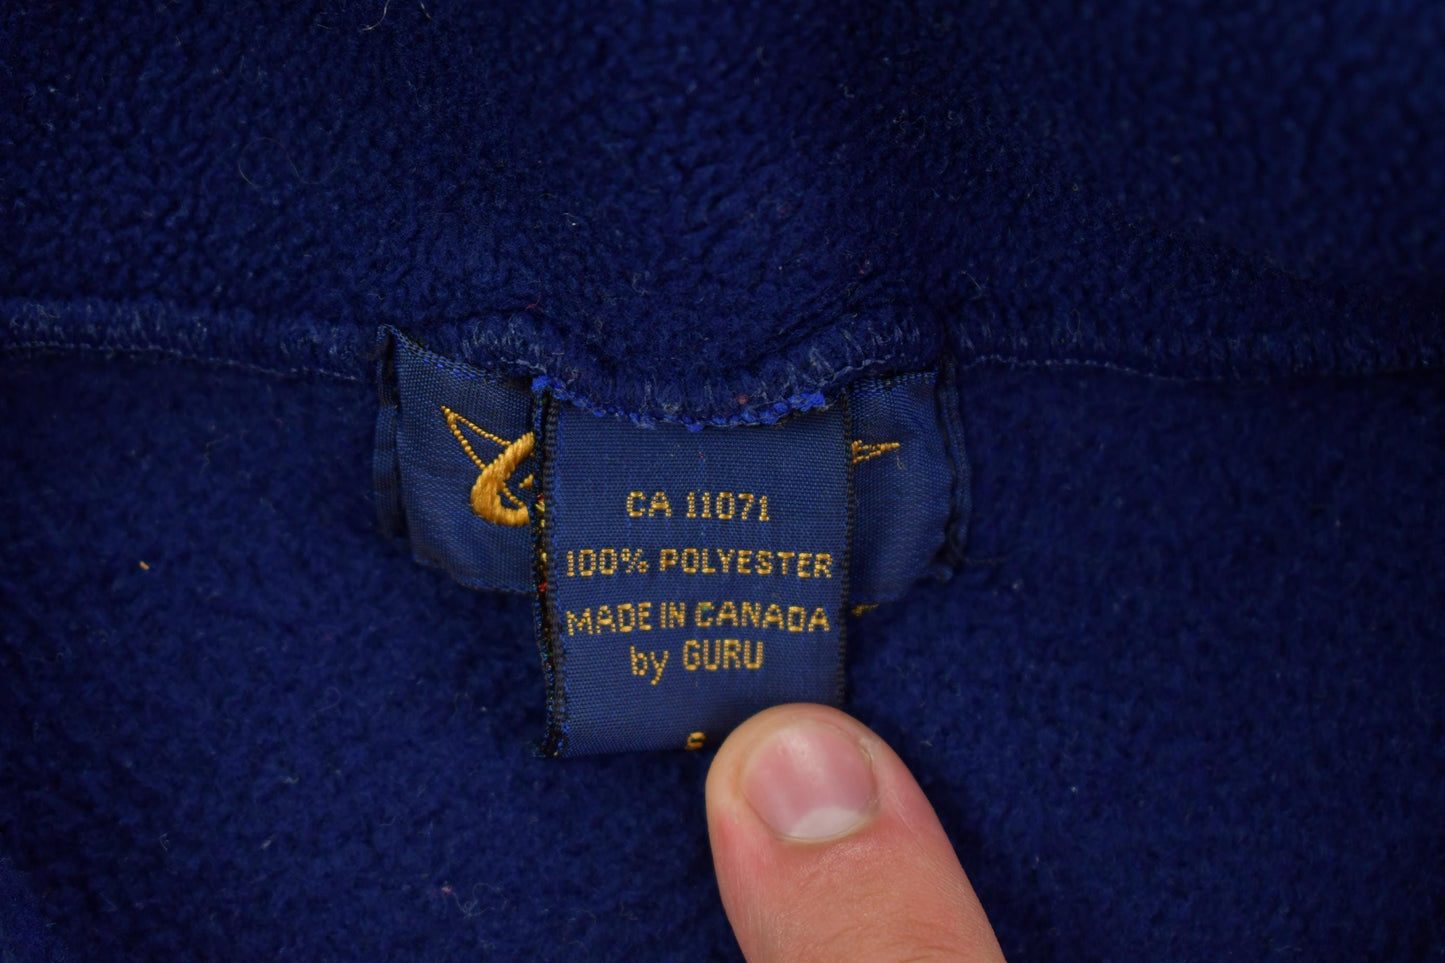 CA 11071
100% POLYESTER
MADE IN CANADA
by GURU